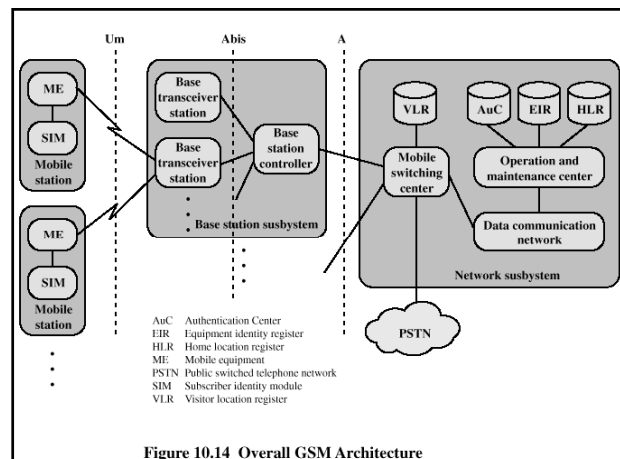 Um
Abis
A
ME
SIM
Mobile
station
ME
SIM
Mobile
station
Base
transceiver
station
Base
transceiver
station
Base
station
controller
Base station susbystem
VLR
AuC
EIR
HLR
Mobile
switching
center
Operation and
maintenance center
Data communication
network
Network susbystem
PSTN
AuC Authentication Center
EIR Equipment identity register
HLR Home location register
ME Mobile equipment
PSTN Public switched telephone network
SIM Subscriber identity module
VLR Visitor location register
Figure 10.14 Overall GSM Architecture